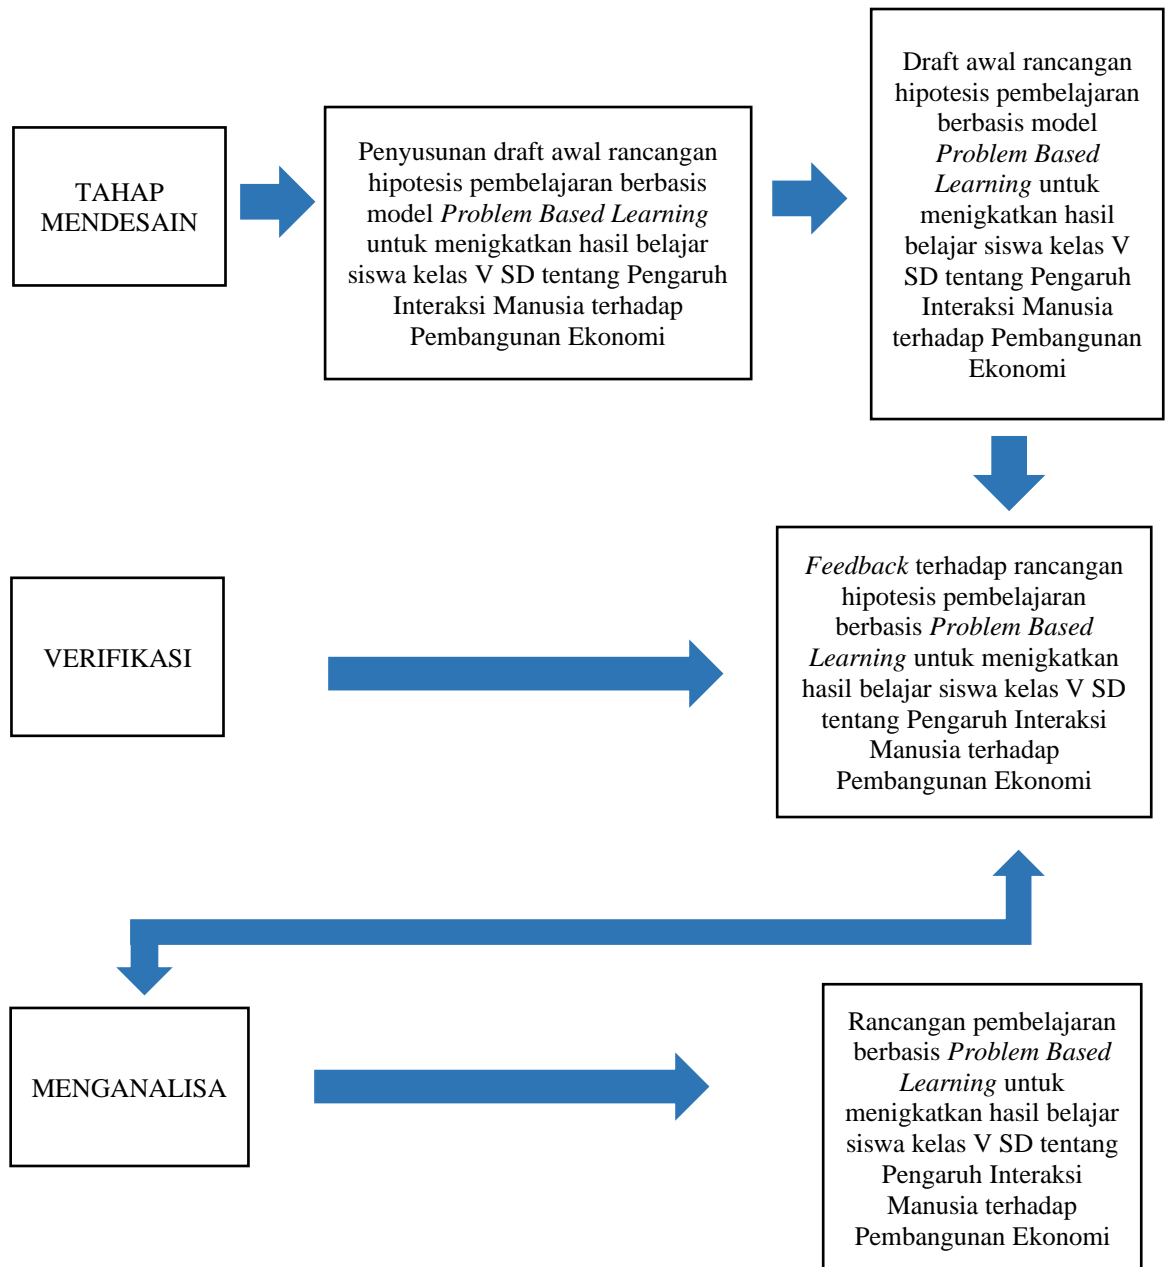 TAHAP
MENDESAIN
Penyusunan draft awal rancangan
hipotesis pembelajaran berbasis
model Problem Based Learning
untuk menigkatkan hasil belajar
siswa kelas V SD tentang Pengaruh
Interaksi Manusia terhadap
Pembangunan Ekonomi
Draft awal rancangan
hipotesis pembelajaran
berbasis model
Problem Based
Learning untuk
menigkatkan hasil
belajar siswa kelas V
SD tentang Pengaruh
Interaksi Manusia
terhadap Pembangunan
Ekonomi
VERIFIKASI
Feedback terhadap rancangan
hipotesis pembelajaran
berbasis Problem Based
Learning untuk menigkatkan
hasil belajar siswa kelas V SD
tentang Pengaruh Interaksi
Manusia terhadap
Pembangunan Ekonomi
MENGANALISA
Rancangan pembelajaran
berbasis Problem Based
Learning untuk
menigkatkan hasil belajar
siswa kelas V SD tentang
Pengaruh Interaksi
Manusia terhadap
Pembangunan Ekonomi